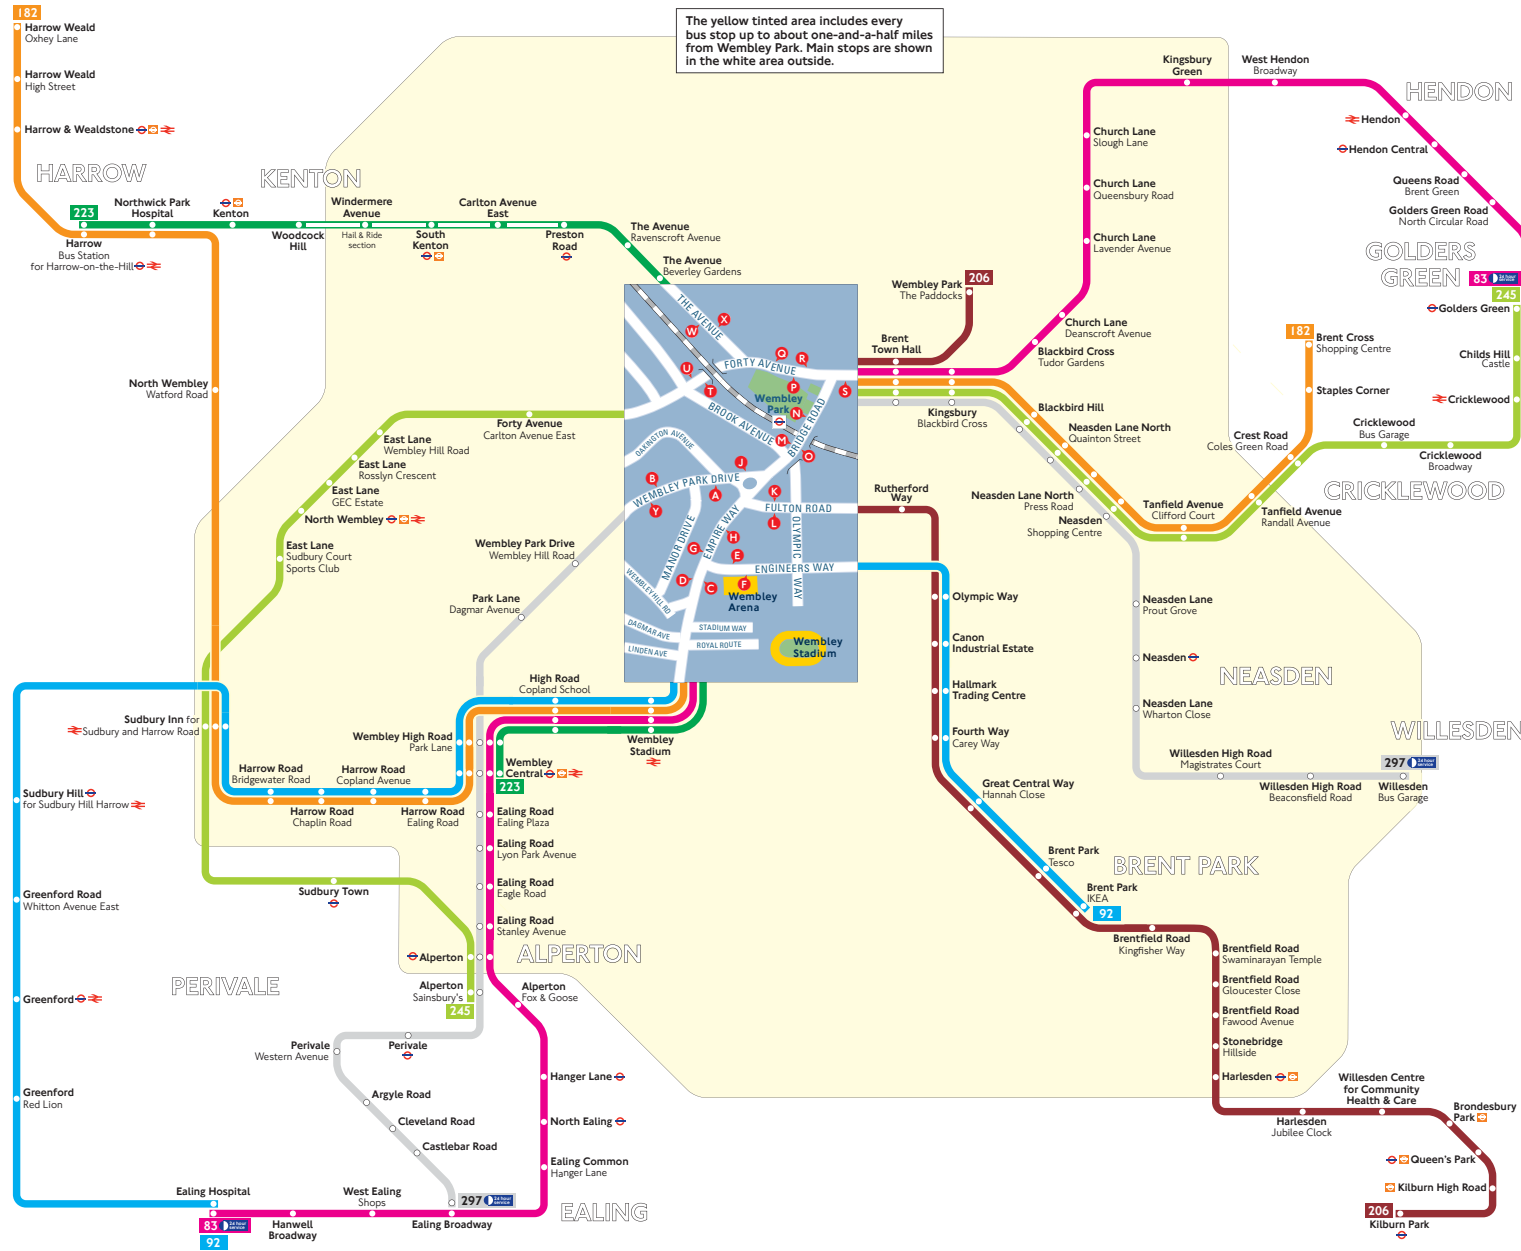 The yellow tinted area includes every
bus stop up to about one-and-a-half miles
from Wembley Park. Main stops are shown
in the white area outside.
182
Harrow Weald
Oxhey Lane
Harrow Weald
High Street
Harrow & Wealdstone
HARROW
KENTON
223
Northwick Park
Hospital
Kenton
Harrow
Bus Station
for Harrow-on-the-Hill
Woodcock
Hill
Windermere
Avenue
Hail & Ride
section
South
Kenton
Carlton Avenue
East
Preston
Road
The Avenue
Ravenscroft Avenue
The Avenue
Beverley Gardens
North Wembley
Watford Road
Forty Avenue
Carlton Avenue East
East Lane
Wembley Hill Road
East Lane
Rosslyn Crescent
East Lane
GEC Estate
North Wembley
East Lane
Sudbury Court
Sports Club
Wembley Park Drive
Wembley Hill Road
Park Lane
Dagmar Avenue
THE AVENUE
FORTY AVENUE
BROOK AVENUE
BRIDGE ROAD
OAKINGTON AVENUE
WEMBLEY PARK DRIVE
MANOR DRIVE
EMPIRE WAY
FULTON ROAD
OLYMPIC WAY
ENGINEERS WAY
WEMBLEY HILL RD
DAGMAR AVE
LINDEN AVE
STADIUM WAY
ROYAL ROUTE
Wembley
Park
Wembley
Arena
Wembley
Stadium
X
W
Q
R
U
T
P
S
N
M
O
J
B
A
K
Y
L
H
G
E
D
C
F
Wembley Park
The Paddocks
206
Brent
Town Hall
Kingsbury
Blackbird Cross
Blackbird Cross
Tudor Gardens
Church Lane
Deanscroft Avenue
Church Lane
Lavender Avenue
Church Lane
Queensbury Road
Church Lane
Slough Lane
Kingsbury
Green
West Hendon
Broadway
HENDON
Hendon
Hendon Central
Queens Road
Brent Green
Golders Green Road
North Circular Road
GOLDERS
GREEN
83
24 hour
service
245
Golders Green
Childs Hill
Castle
Cricklewood
182
Brent Cross
Shopping Centre
Staples Corner
Crest Road
Coles Green Road
Cricklewood
Bus Garage
Cricklewood
Broadway
CRICKLEWOOD
Blackbird Hill
Neasden Lane North
Quainton Street
Neasden Lane North
Press Road
Neasden
Shopping Centre
Tanfield Avenue
Clifford Court
Tanfield Avenue
Randall Avenue
Rutherford
Way
Olympic Way
Canon
Industrial Estate
Hallmark
Trading Centre
Fourth Way
Carey Way
Great Central Way
Hannah Close
Brent Park
Tesco
Brent Park
IKEA
92
BRENT PARK
Neasden Lane
Prout Grove
Neasden
Neasden Lane
Wharton Close
NEASDEN
WILLESDEN
Willesden High Road
Magistrates Court
Willesden High Road
Beaconsfield Road
297
24 hour
service
Willesden
Bus Garage
Brentfield Road
Kingfisher Way
Brentfield Road
Swaminarayan Temple
Brentfield Road
Gloucester Close
Brentfield Road
Fawood Avenue
Stonebridge
Hillside
Harlesden
Harlesden
Jubilee Clock
Willesden Centre
for Community
Health & Care
Brondesbury
Park
Queen's Park
Kilburn High Road
206
Kilburn Park
High Road
Copland School
Wembley
Stadium
Wembley High Road
Park Lane
Wembley
Central
223
Sudbury Inn for
Sudbury and Harrow Road
Harrow Road
Bridgewater Road
Harrow Road
Copland Avenue
Harrow Road
Chaplin Road
Harrow Road
Ealing Road
Sudbury Hill
for Sudbury Hill Harrow
Ealing Road
Ealing Plaza
Ealing Road
Lyon Park Avenue
Ealing Road
Eagle Road
Ealing Road
Stanley Avenue
Sudbury Town
Greenford Road
Whitton Avenue East
Alperton
ALPERTON
Alperton
Sainsbury's
245
Alperton
Fox & Goose
PERIVALE
Greenford
Perivale
Western Avenue
Perivale
Greenford
Red Lion
Argyle Road
Cleveland Road
Castlebar Road
Hanger Lane
North Ealing
Ealing Common
Hanger Lane
EALING
Ealing Hospital
83
24 hour
service
92
Hanwell
Broadway
West Ealing
Shops
Ealing Broadway
297
24 hour
service